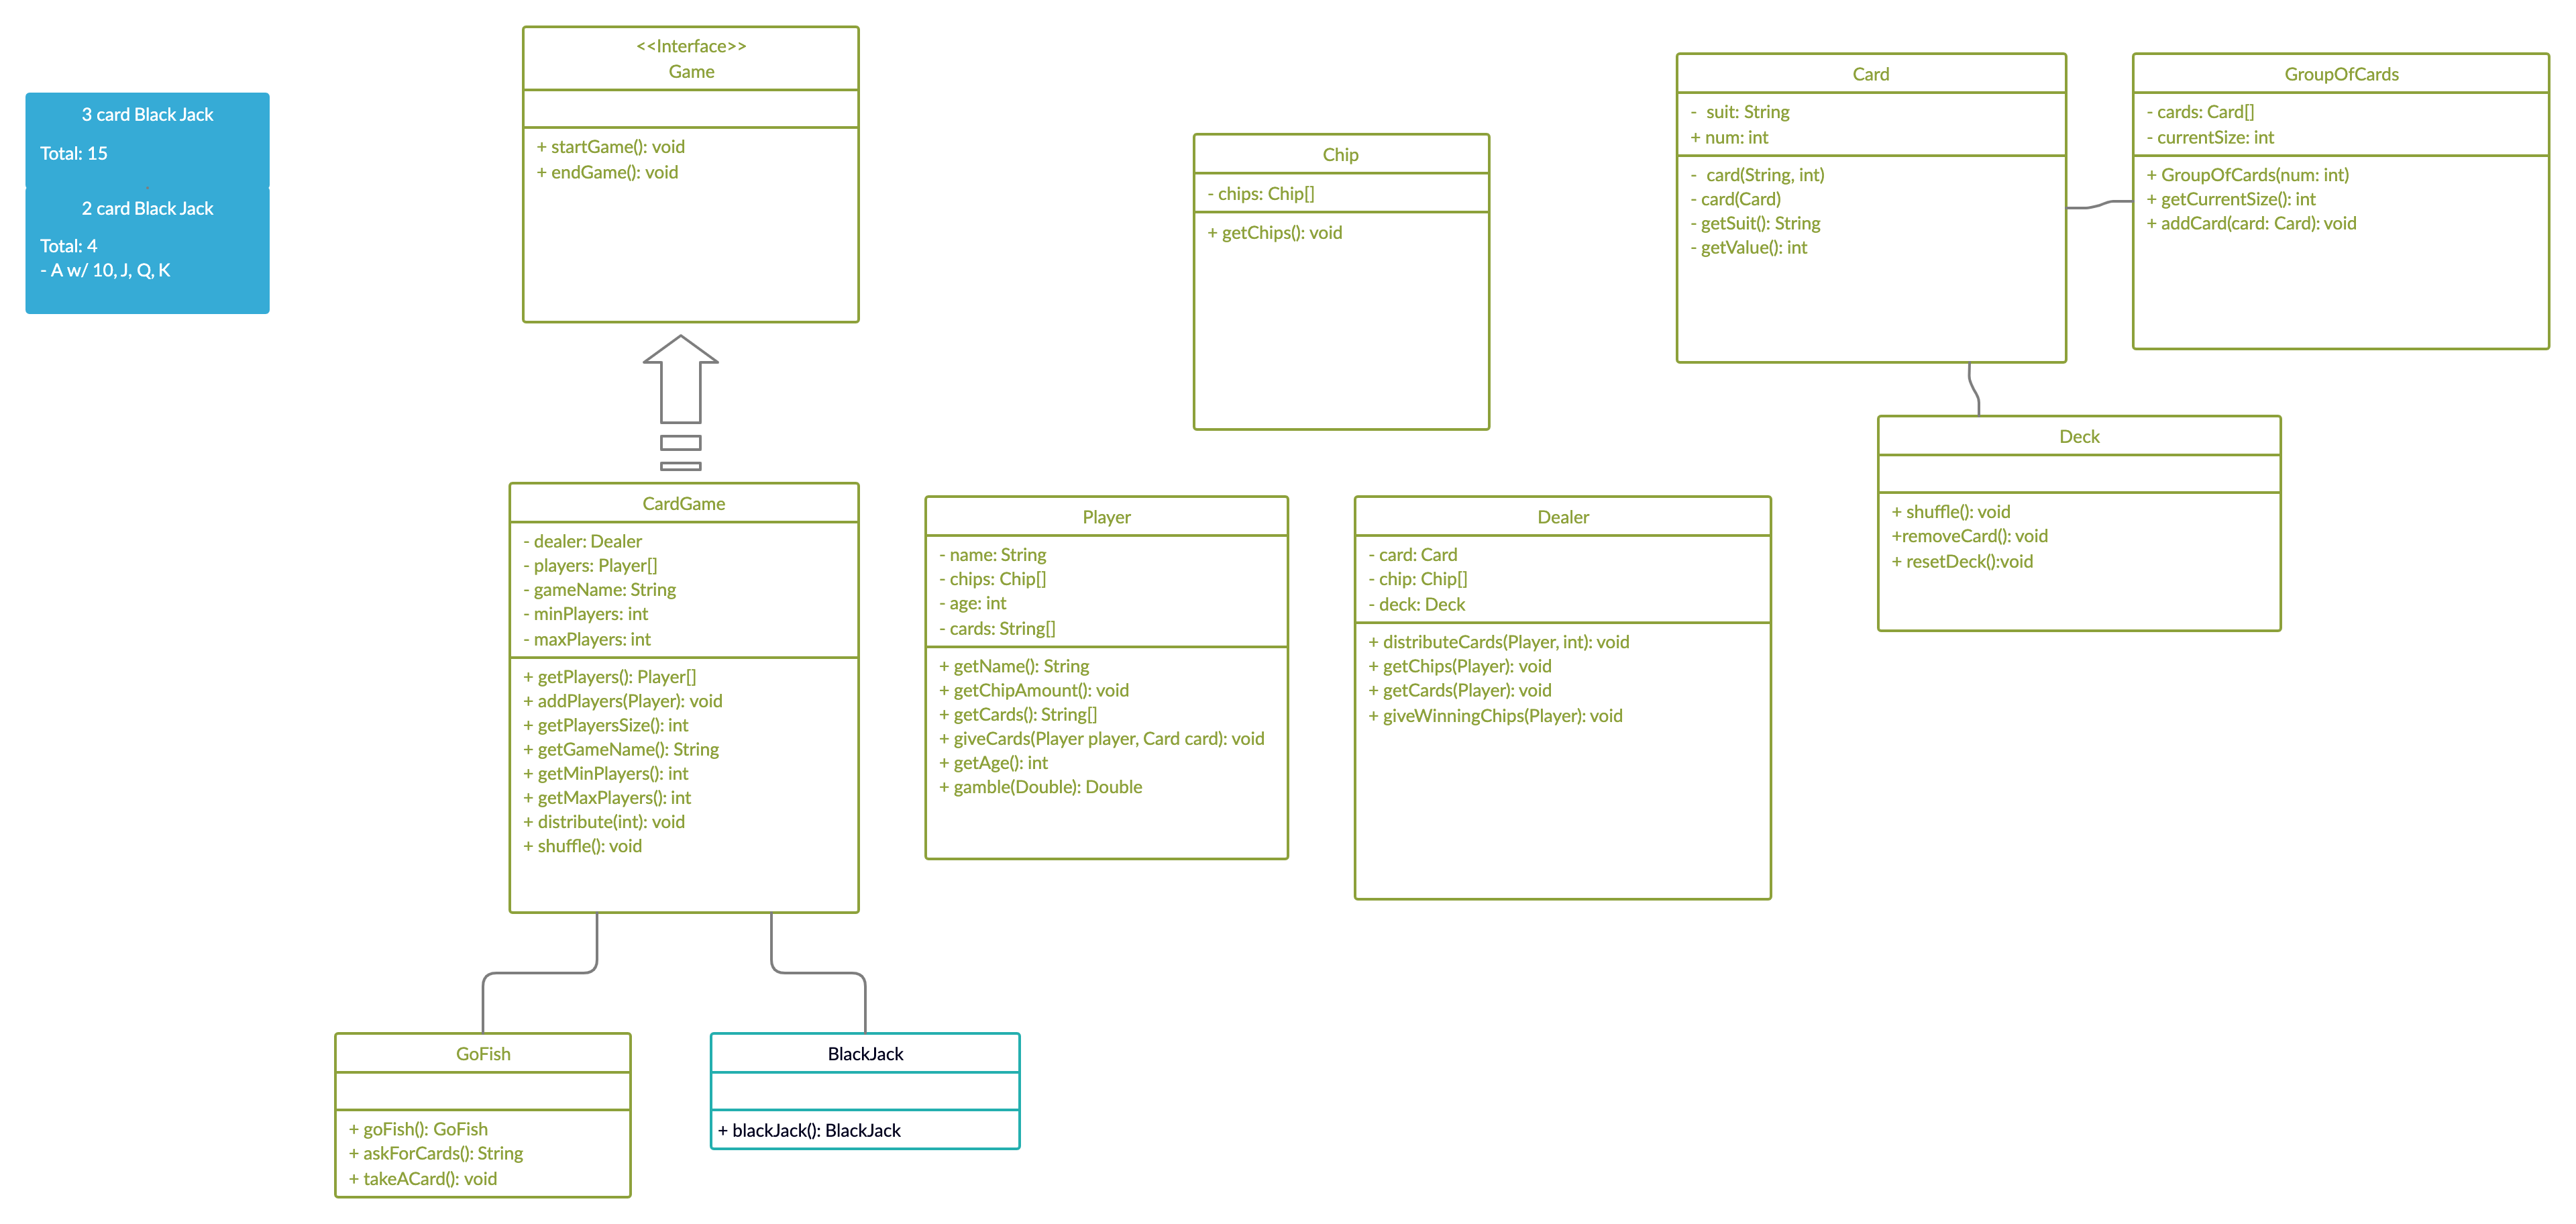 3 card Black Jack
Total: 15
2 card Black Jack
Total: 4
- A w/ 10, J, Q, K
<<Interface>>
Game
+ startGame(): void
+ endGame(): void
Chip
- chips: Chip[]
+ getChips(): void
Card
-  suit: String
+ num: int
-  card(String, int)
- card(Card)
- getSuit(): String
- getValue(): int
GroupOfCards
- cards: Card[]
- currentSize: int
+ GroupOfCards(num: int)
+ getCurrentSize(): int
+ addCard(card: Card): void
Deck
+ shuffle(): void
+removeCard(): void
+ resetDeck():void
CardGame
- dealer: Dealer
- players: Player[]
- gameName: String
- minPlayers: int
- maxPlayers: int
+ getPlayers(): Player[]
+ addPlayers(Player): void
+ getPlayersSize(): int
+ getGameName(): String
+ getMinPlayers(): int
+ getMaxPlayers(): int
+ distribute(int): void
+ shuffle(): void
Player
- name: String
- chips: Chip[]
- age: int
- cards: String[]
+ getName(): String
+ getChipAmount(): void
+ getCards(): String[]
+ giveCards(Player player, Card card): void
+ getAge(): int
+ gamble(Double): Double
Dealer
- card: Card
- chip: Chip[]
- deck: Deck
+ distributeCards(Player, int): void
+ getChips(Player): void
+ getCards(Player): void
+ giveWinningChips(Player): void
GoFish
+ goFish(): GoFish
+ askForCards(): String
+ takeACard(): void
BlackJack
+ blackJack(): BlackJack